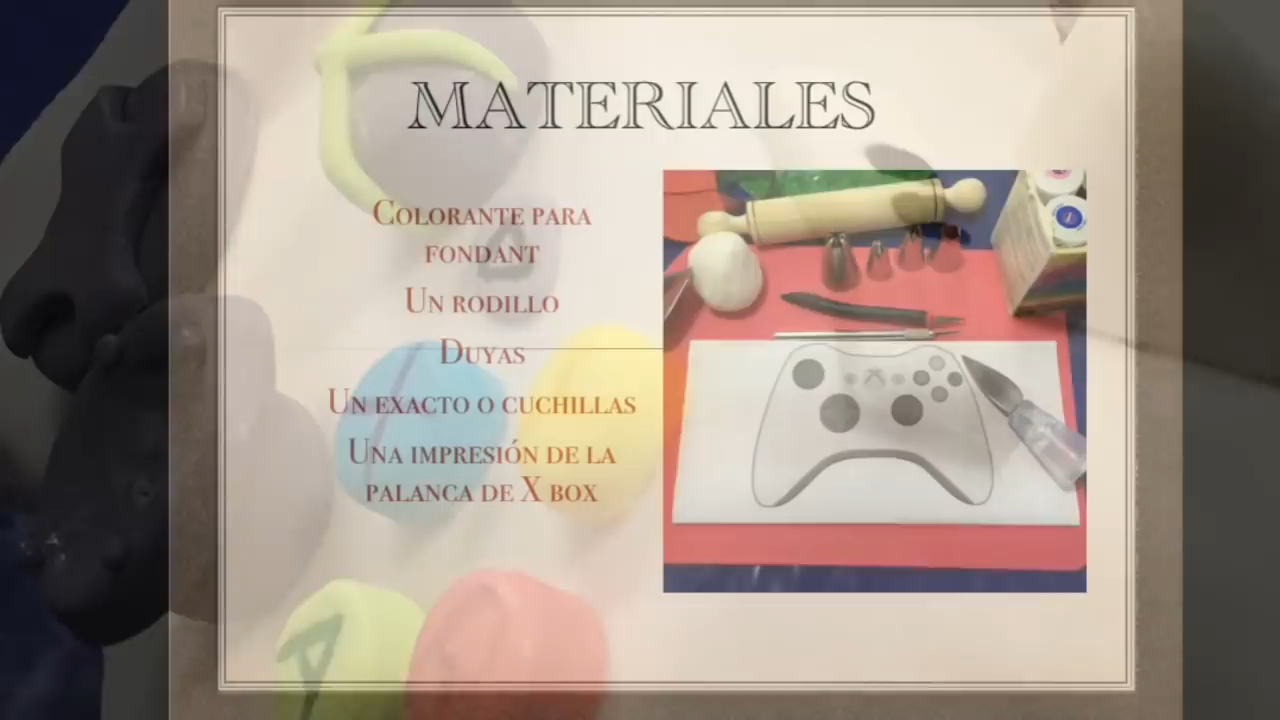 MATERIALES
COLORANTE PARA
FONDANT
UN RODILLO
DUYAS
UN EXACTO O CUCHILLAS
UNA IMPRESIÓN DE LA
PALANCA DE X BOX
A